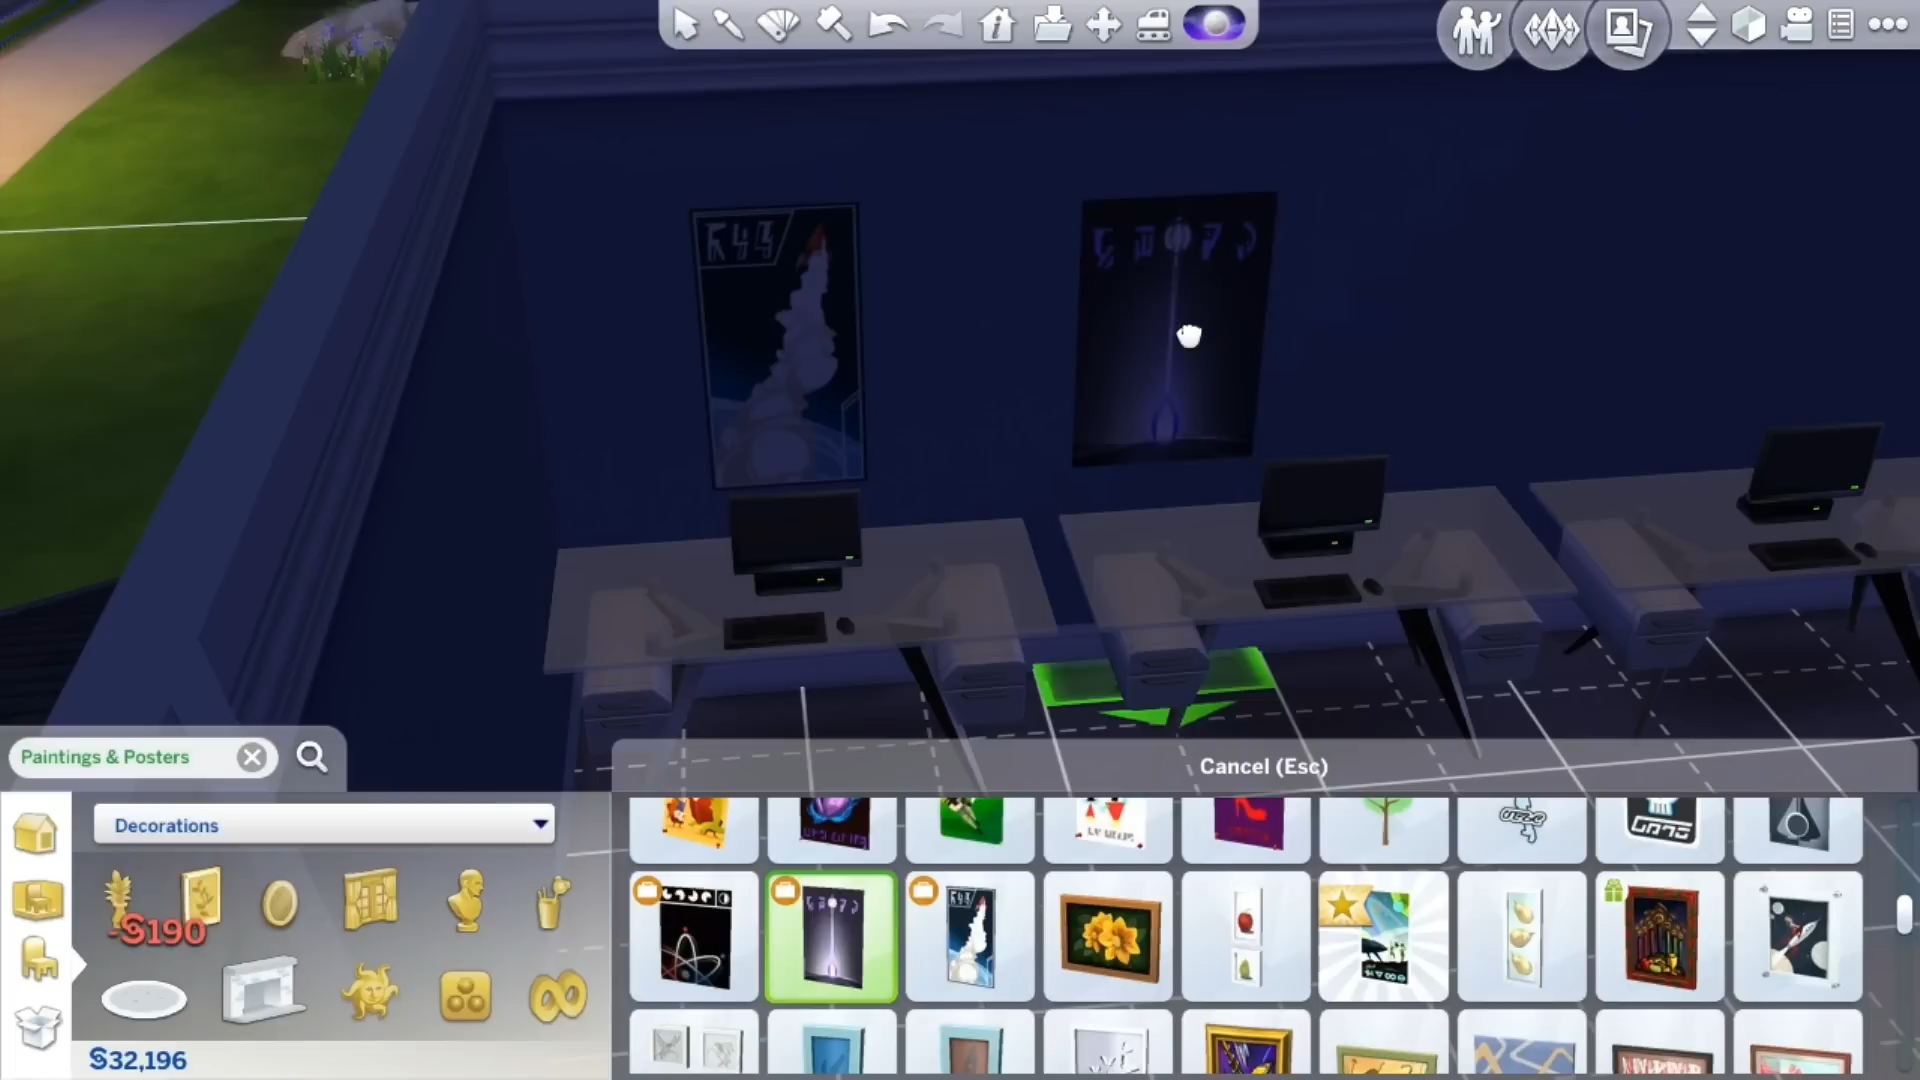 Paintings & Posters
Cancel (Esc)
Decorations
-§190
§32,196